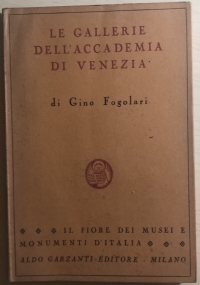 LE GALLERIE
DELL'ACCADEMIA
DI VENEZIA
di Gino Fogolari
IL FIORE DEI MUSEI E
MONUMENTI D'ITALIA
ALDO GARZANTI-EDITORE-MILANO